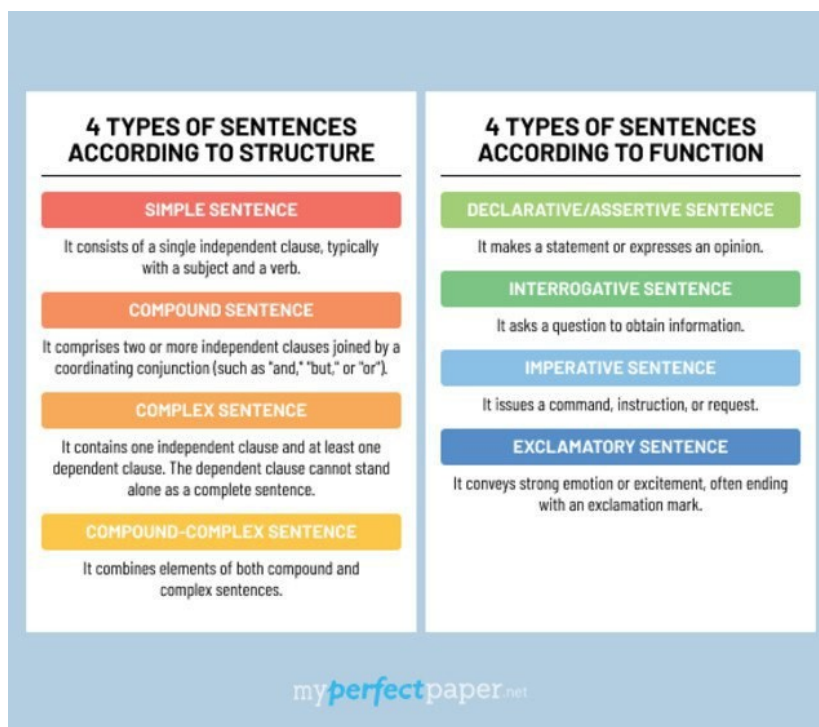 4 TYPES OF SENTENCES
ACCORDING TO STRUCTURE
SIMPLE SENTENCE
It consists of a single independent clause, typically
with a subject and a verb.
COMPOUND SENTENCE
It comprises two or more independent clauses joined by a
coordinating conjunction (such as "and," "but," or "or").
COMPLEX SENTENCE
It contains one independent clause and at least one
dependent clause. The dependent clause cannot stand
alone as a complete sentence.
COMPOUND-COMPLEX SENTENCE
It combines elements of both compound and
complex sentences.
4 TYPES OF SENTENCES
ACCORDING TO FUNCTION
DECLARATIVE/ASSERTIVE SENTENCE
It makes a statement or expresses an opinion.
INTERROGATIVE SENTENCE
It asks a question to obtain information.
IMPERATIVE SENTENCE
It issues a command, instruction, or request.
EXCLAMATORY SENTENCE
It conveys strong emotion or excitement, often ending
with an exclamation mark.
myperfectpaper.net